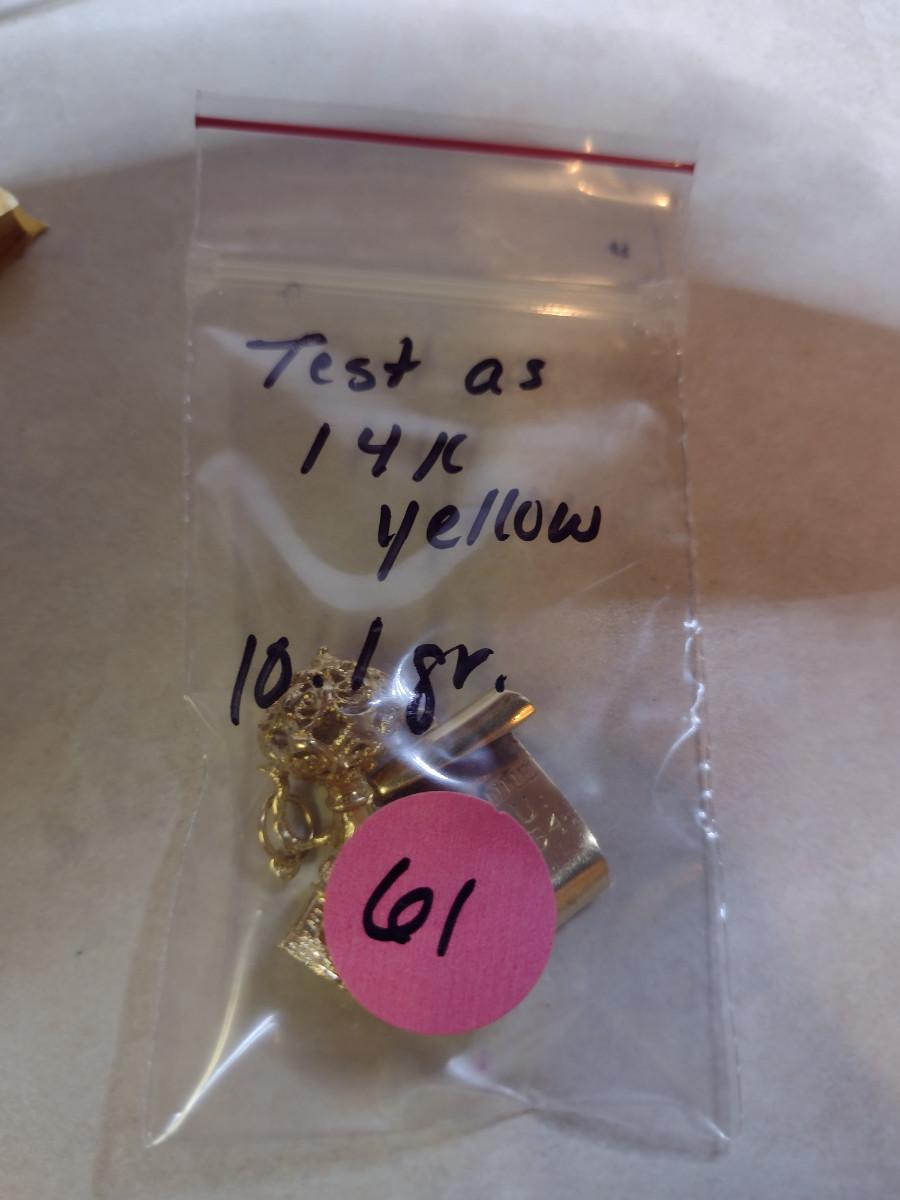 Test as
14K
yellow
10.1 gr.
61